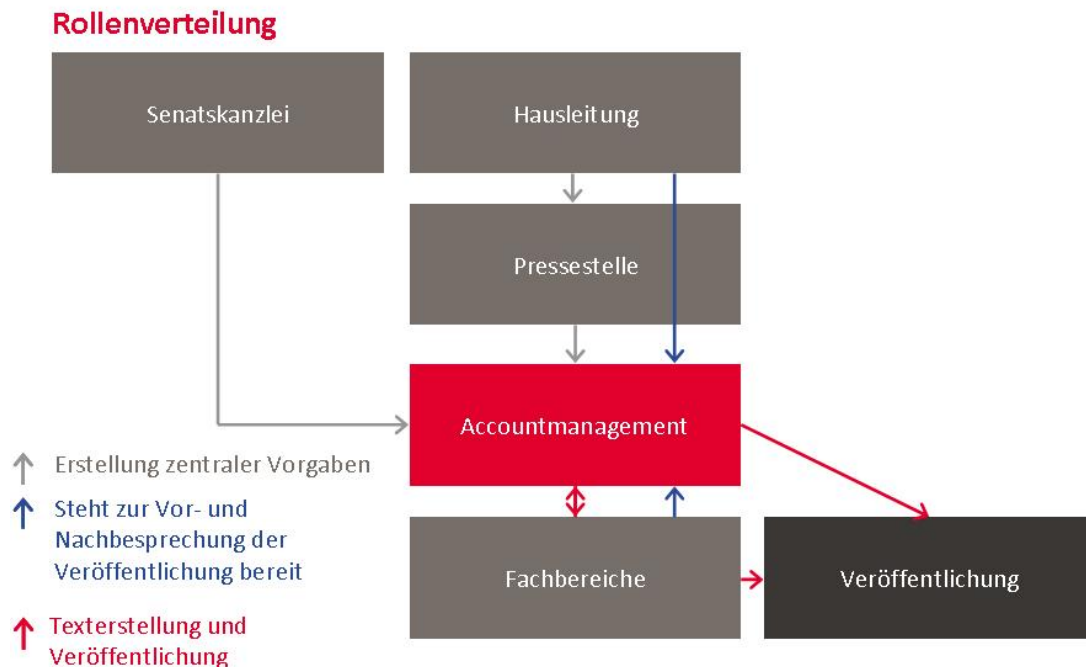 Rollenverteilung
Senatskanzlei
Hausleitung
Pressestelle
Accountmanagement
Erstellung zentraler Vorgaben
Steht zur Vor- und
Nachbesprechung der
Veröffentlichung bereit
Fachbereiche
Veröffentlichung
Texterstellung und
Veröffentlichung